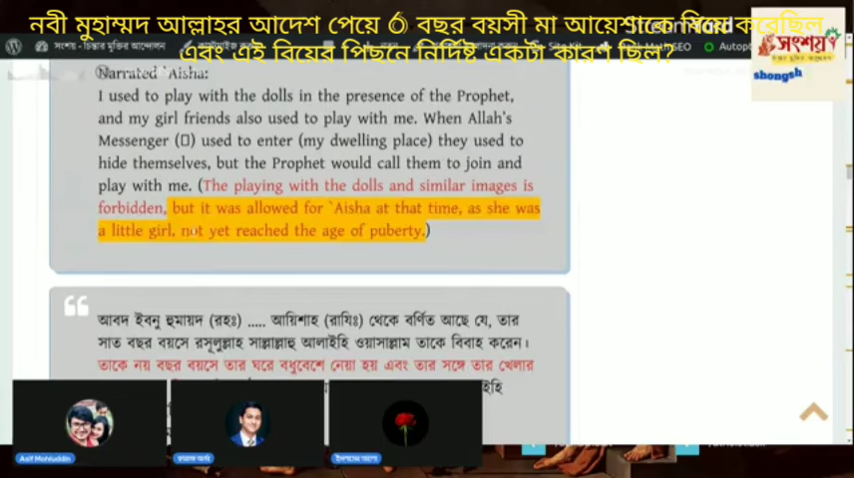 নবী মুহাম্মদ আল্লাহর আদেশ পেয়ে 6 বছর বয়সী মা আয়েশাকে বিয়ে করেছিল
এবং এই বিয়ের পিছনে নির্দিষ্ট একটা কারণ ছিল?
সংশয় - চিন্তার মুক্তির আন্দোলন
সংশয়
shongsh
Narrated `Aisha:
I used to play with the dolls in the presence of the Prophet,
and my girl friends also used to play with me. When Allah's
Messenger (▯) used to enter (my dwelling place) they used to
hide themselves, but the Prophet would call them to join and
play with me. (The playing with the dolls and similar images is
forbidden, but it was allowed for `Aisha at that time, as she was
a little girl, not yet reached the age of puberty.)
আবদ ইবনু হুমায়দ (রহঃ) ..... আয়িশাহ (রাযিঃ) থেকে বর্ণিত আছে যে, তার
সাত বছর বয়সে রসূলুল্লাহ সাল্লাল্লাহু আলাইহি ওয়াসাল্লাম তাকে বিবাহ করেন।
তাকে নয় বছর বয়সে তার ঘরে বধুবেশে নেয়া হয় এবং তার সঙ্গে তার খেলার
Asif Mohiuddin